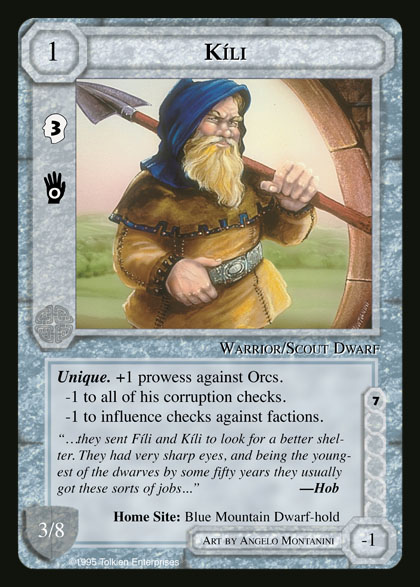 1
KÍLI
3
WARRIOR/SCOUT DWARF
Unique. +1 prowess against Orcs.
-1 to all of his corruption checks.
-1 to influence checks against factions.
“…they sent Fíli and Kíli to look for a better shel-
ter. They had very sharp eyes, and being the young-
est of the dwarves by some fifty years they usually
got these sorts of jobs...” —Hob
7
Home Site: Blue Mountain Dwarf-hold
3/8
ART BY ANGELO MONTANINI
-1
©1995 Tolkien Enterprises